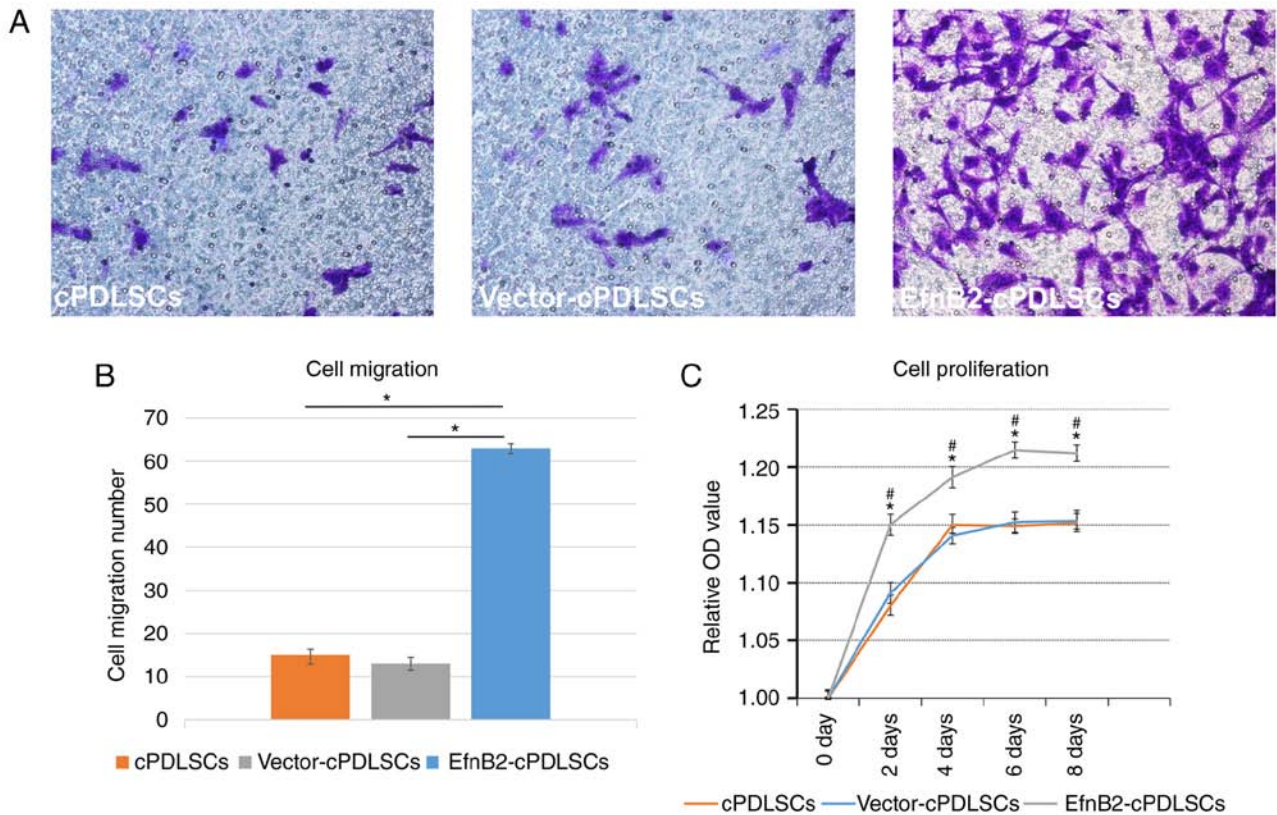 A
cPDLSCs
Vector-cPDLSCs
EfnB2-cPDLSCs
B
Cell migration
*
*
Cell migration number
70
60
50
40
30
20
10
0
cPDLSCs Vector-cPDLSCs EfnB2-cPDLSCs
C
Cell proliferation
Relative OD value
1.25
1.20
1.15
1.10
1.05
1.00
#
*
#
*
#
*
#
*
0 day
2 days
4 days
6 days
8 days
cPDLSCs Vector-cPDLSCs EfnB2-cPDLSCs